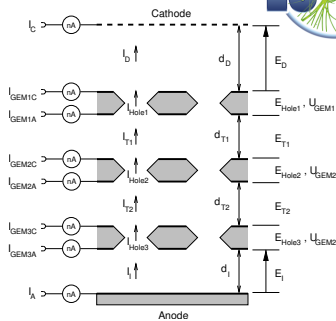 Cathode
I_C nA
I_D d_D E_D
I_GEM1C nA
I_Hole1 E_Hole1 , U_GEM1
I_GEM1A nA
I_T1 d_T1 E_T1
I_GEM2C nA
I_Hole2 E_Hole2 , U_GEM2
I_GEM2A nA
I_T2 d_T2 E_T2
I_GEM3C nA
I_Hole3 E_Hole3 , U_GEM3
I_GEM3A nA
I_I d_I E_I
I_A nA
Anode